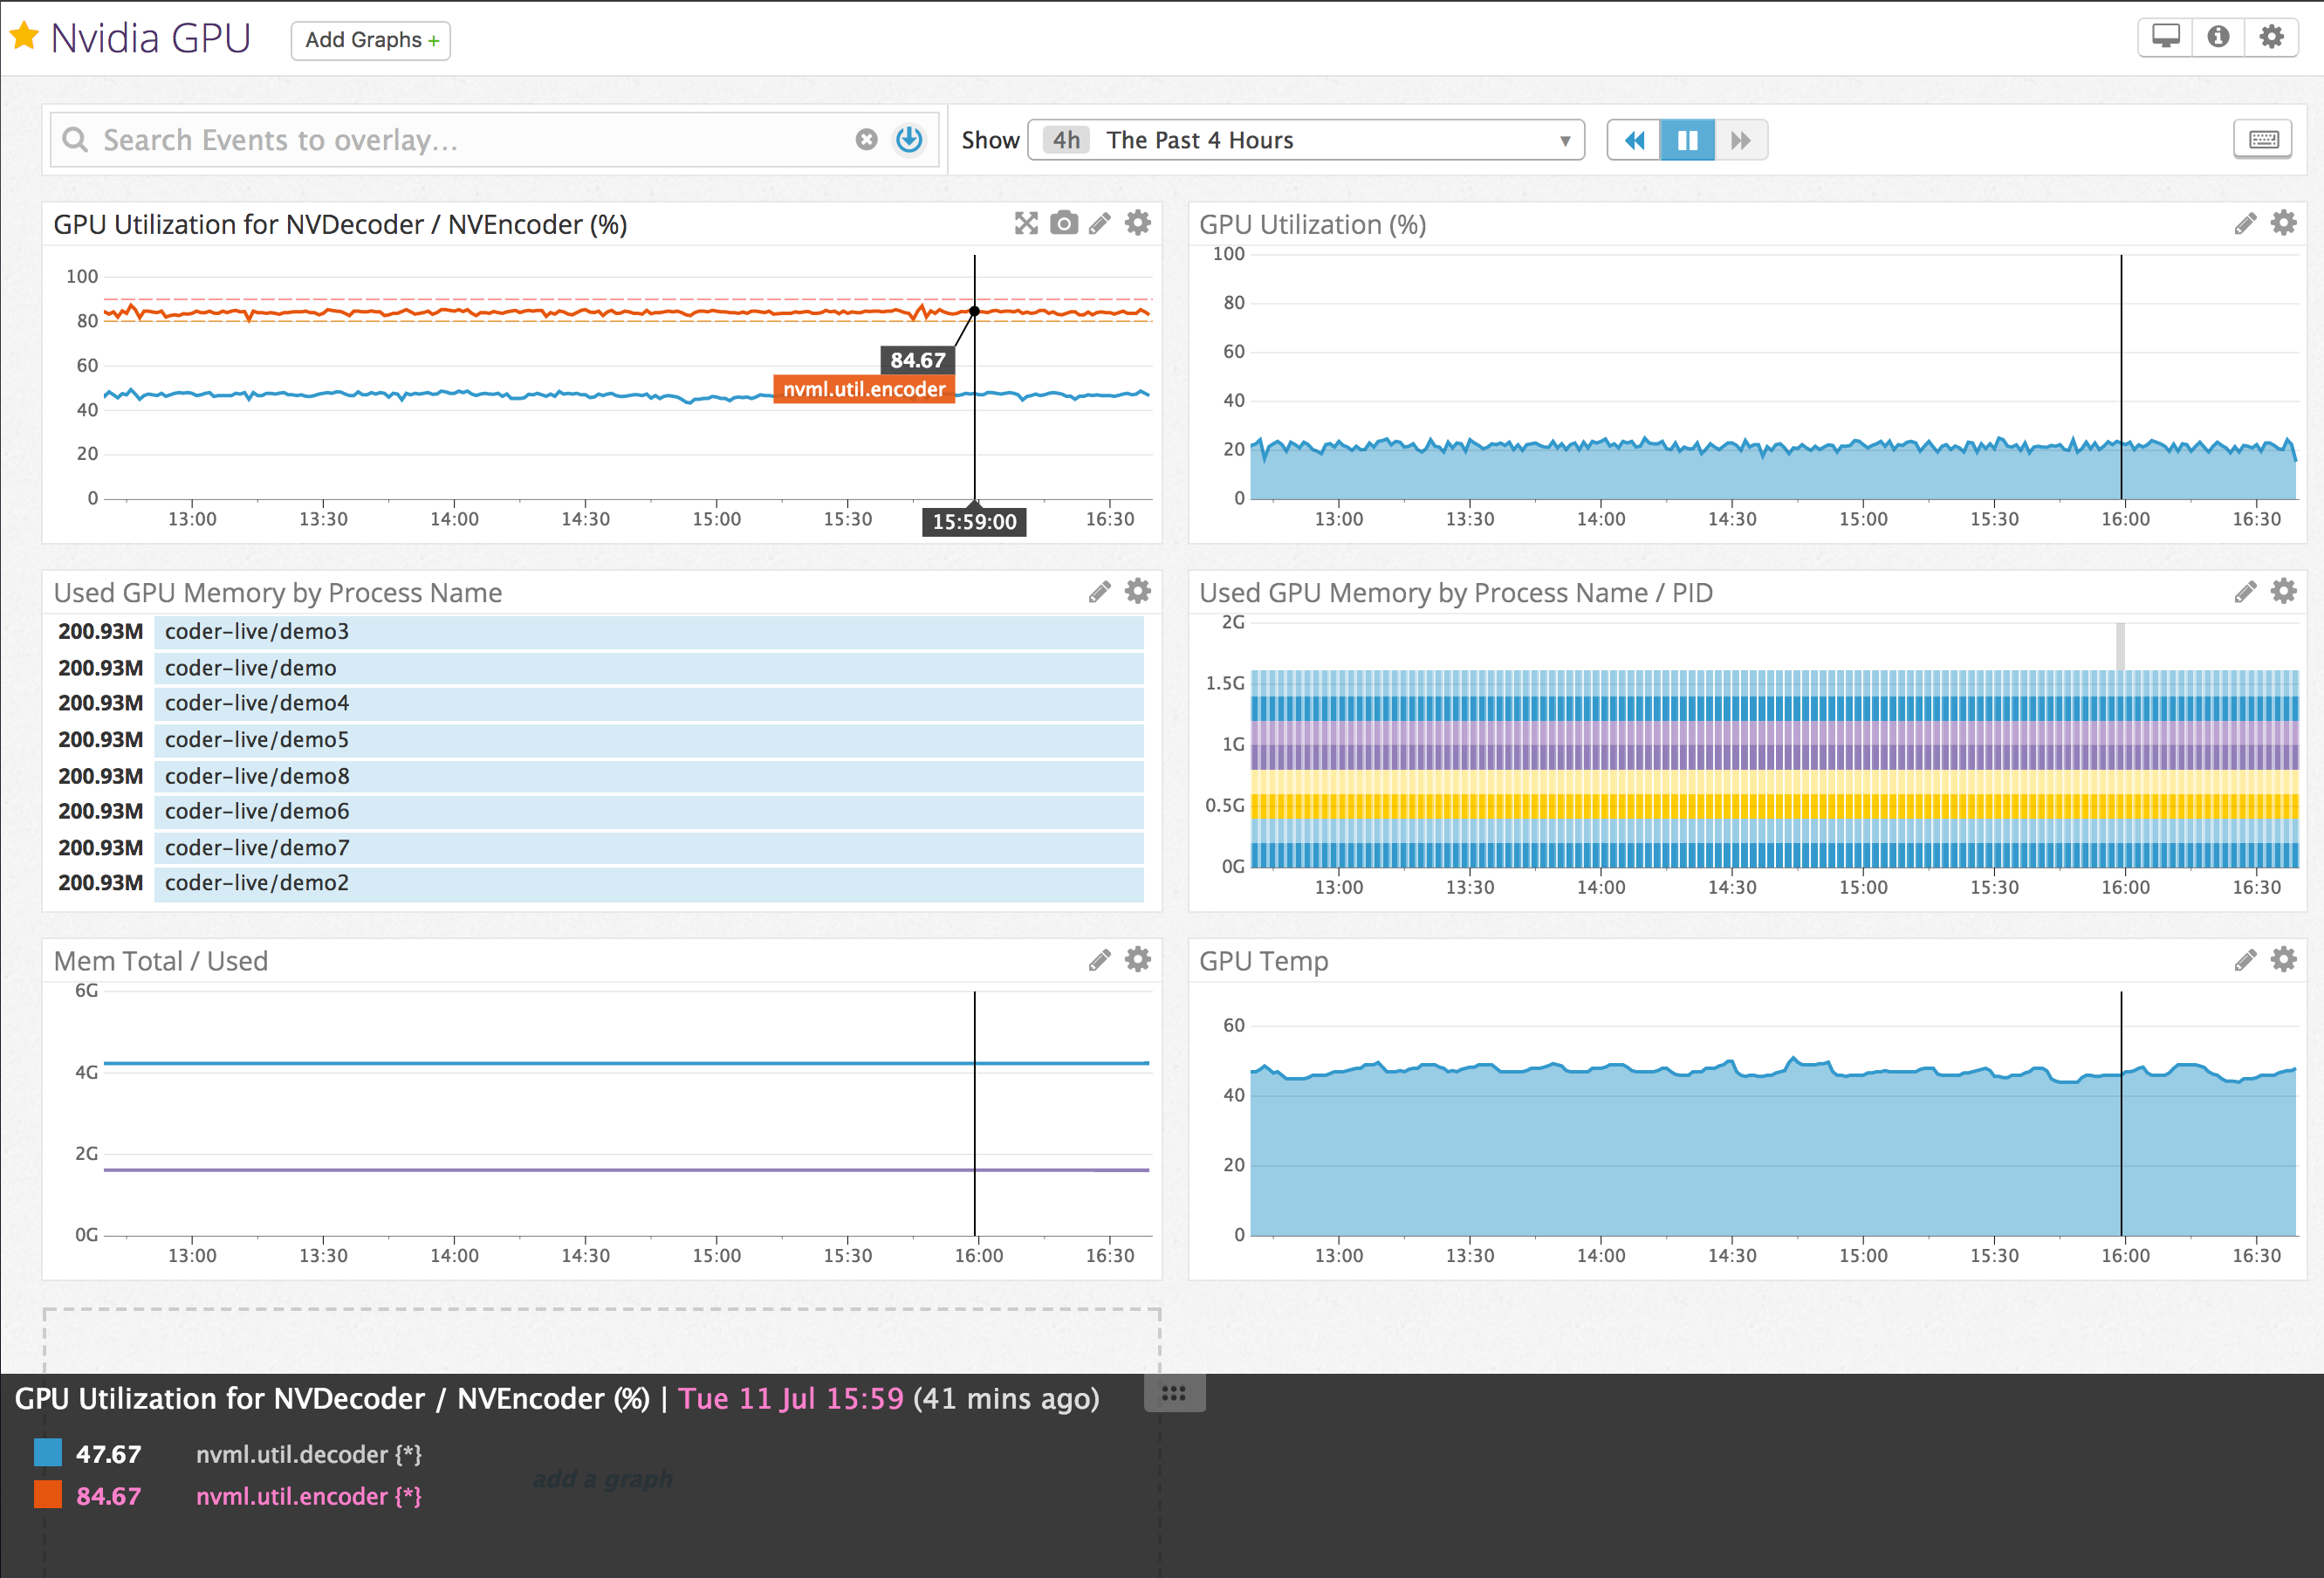 Nvidia GPU
Add Graphs +
Search Events to overlay...
Show 4h The Past 4 Hours
GPU Utilization for NVDecoder / NVEncoder (%)
100
80
60
40
20
0
84.67
nvml.util.encoder
13:00 13:30 14:00 14:30 15:00 15:30 15:59:00 16:30
GPU Utilization (%)
100
80
60
40
20
0
13:00 13:30 14:00 14:30 15:00 15:30 16:00 16:30
Used GPU Memory by Process Name
200.93M coder-live/demo3
200.93M coder-live/demo
200.93M coder-live/demo4
200.93M coder-live/demo5
200.93M coder-live/demo8
200.93M coder-live/demo6
200.93M coder-live/demo7
200.93M coder-live/demo2
Used GPU Memory by Process Name / PID
2G
1.5G
1G
0.5G
0G
13:00 13:30 14:00 14:30 15:00 15:30 16:00 16:30
Mem Total / Used
6G
4G
2G
0G
13:00 13:30 14:00 14:30 15:00 15:30 16:00 16:30
GPU Temp
60
40
20
0
13:00 13:30 14:00 14:30 15:00 15:30 16:00 16:30
GPU Utilization for NVDecoder / NVEncoder (%) | Tue 11 Jul 15:59 (41 mins ago)
47.67 nvml.util.decoder {*}
add a graph
84.67 nvml.util.encoder {*}